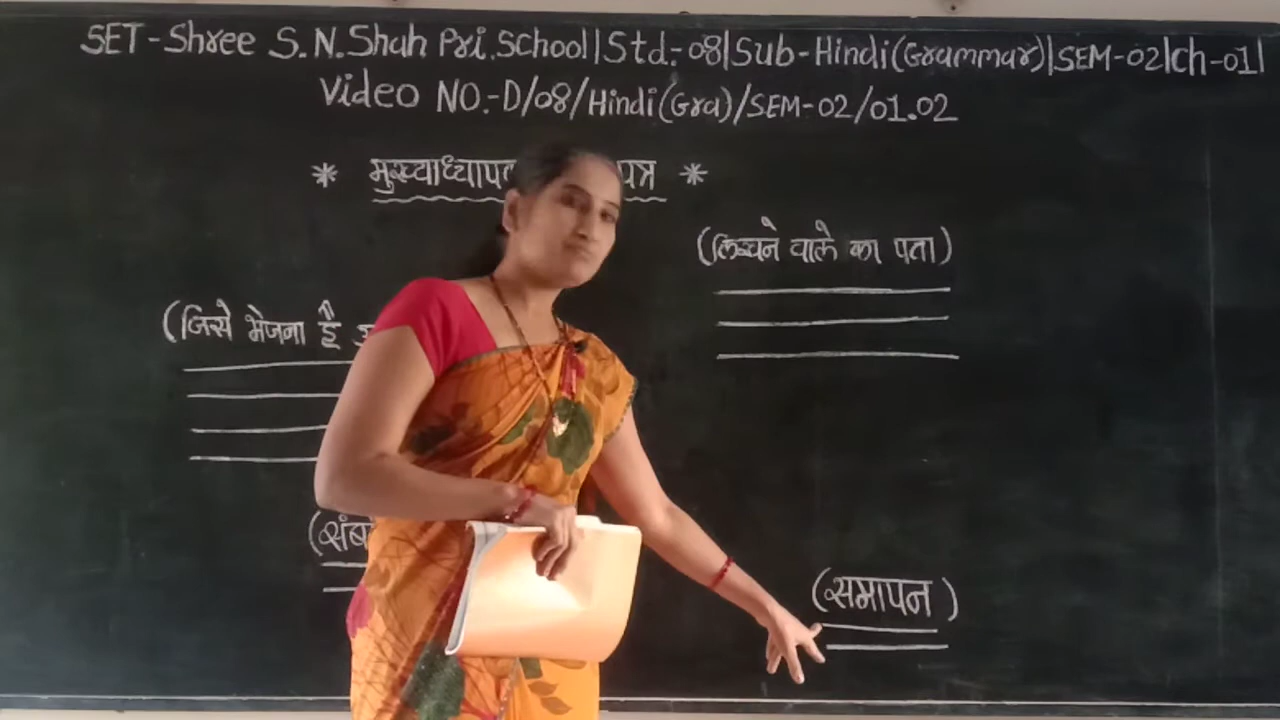 SET-Shree S.N.Shah Pri.School|Std.-08|Sub-Hindi(Grammar)|SEM-02|Ch-01|
Video NO.-D/08/Hindi(Gra)/SEM-02/01.02
* पत्र *
(लिखने वाले का पता)
(जिसे भेजना है
(समापन)